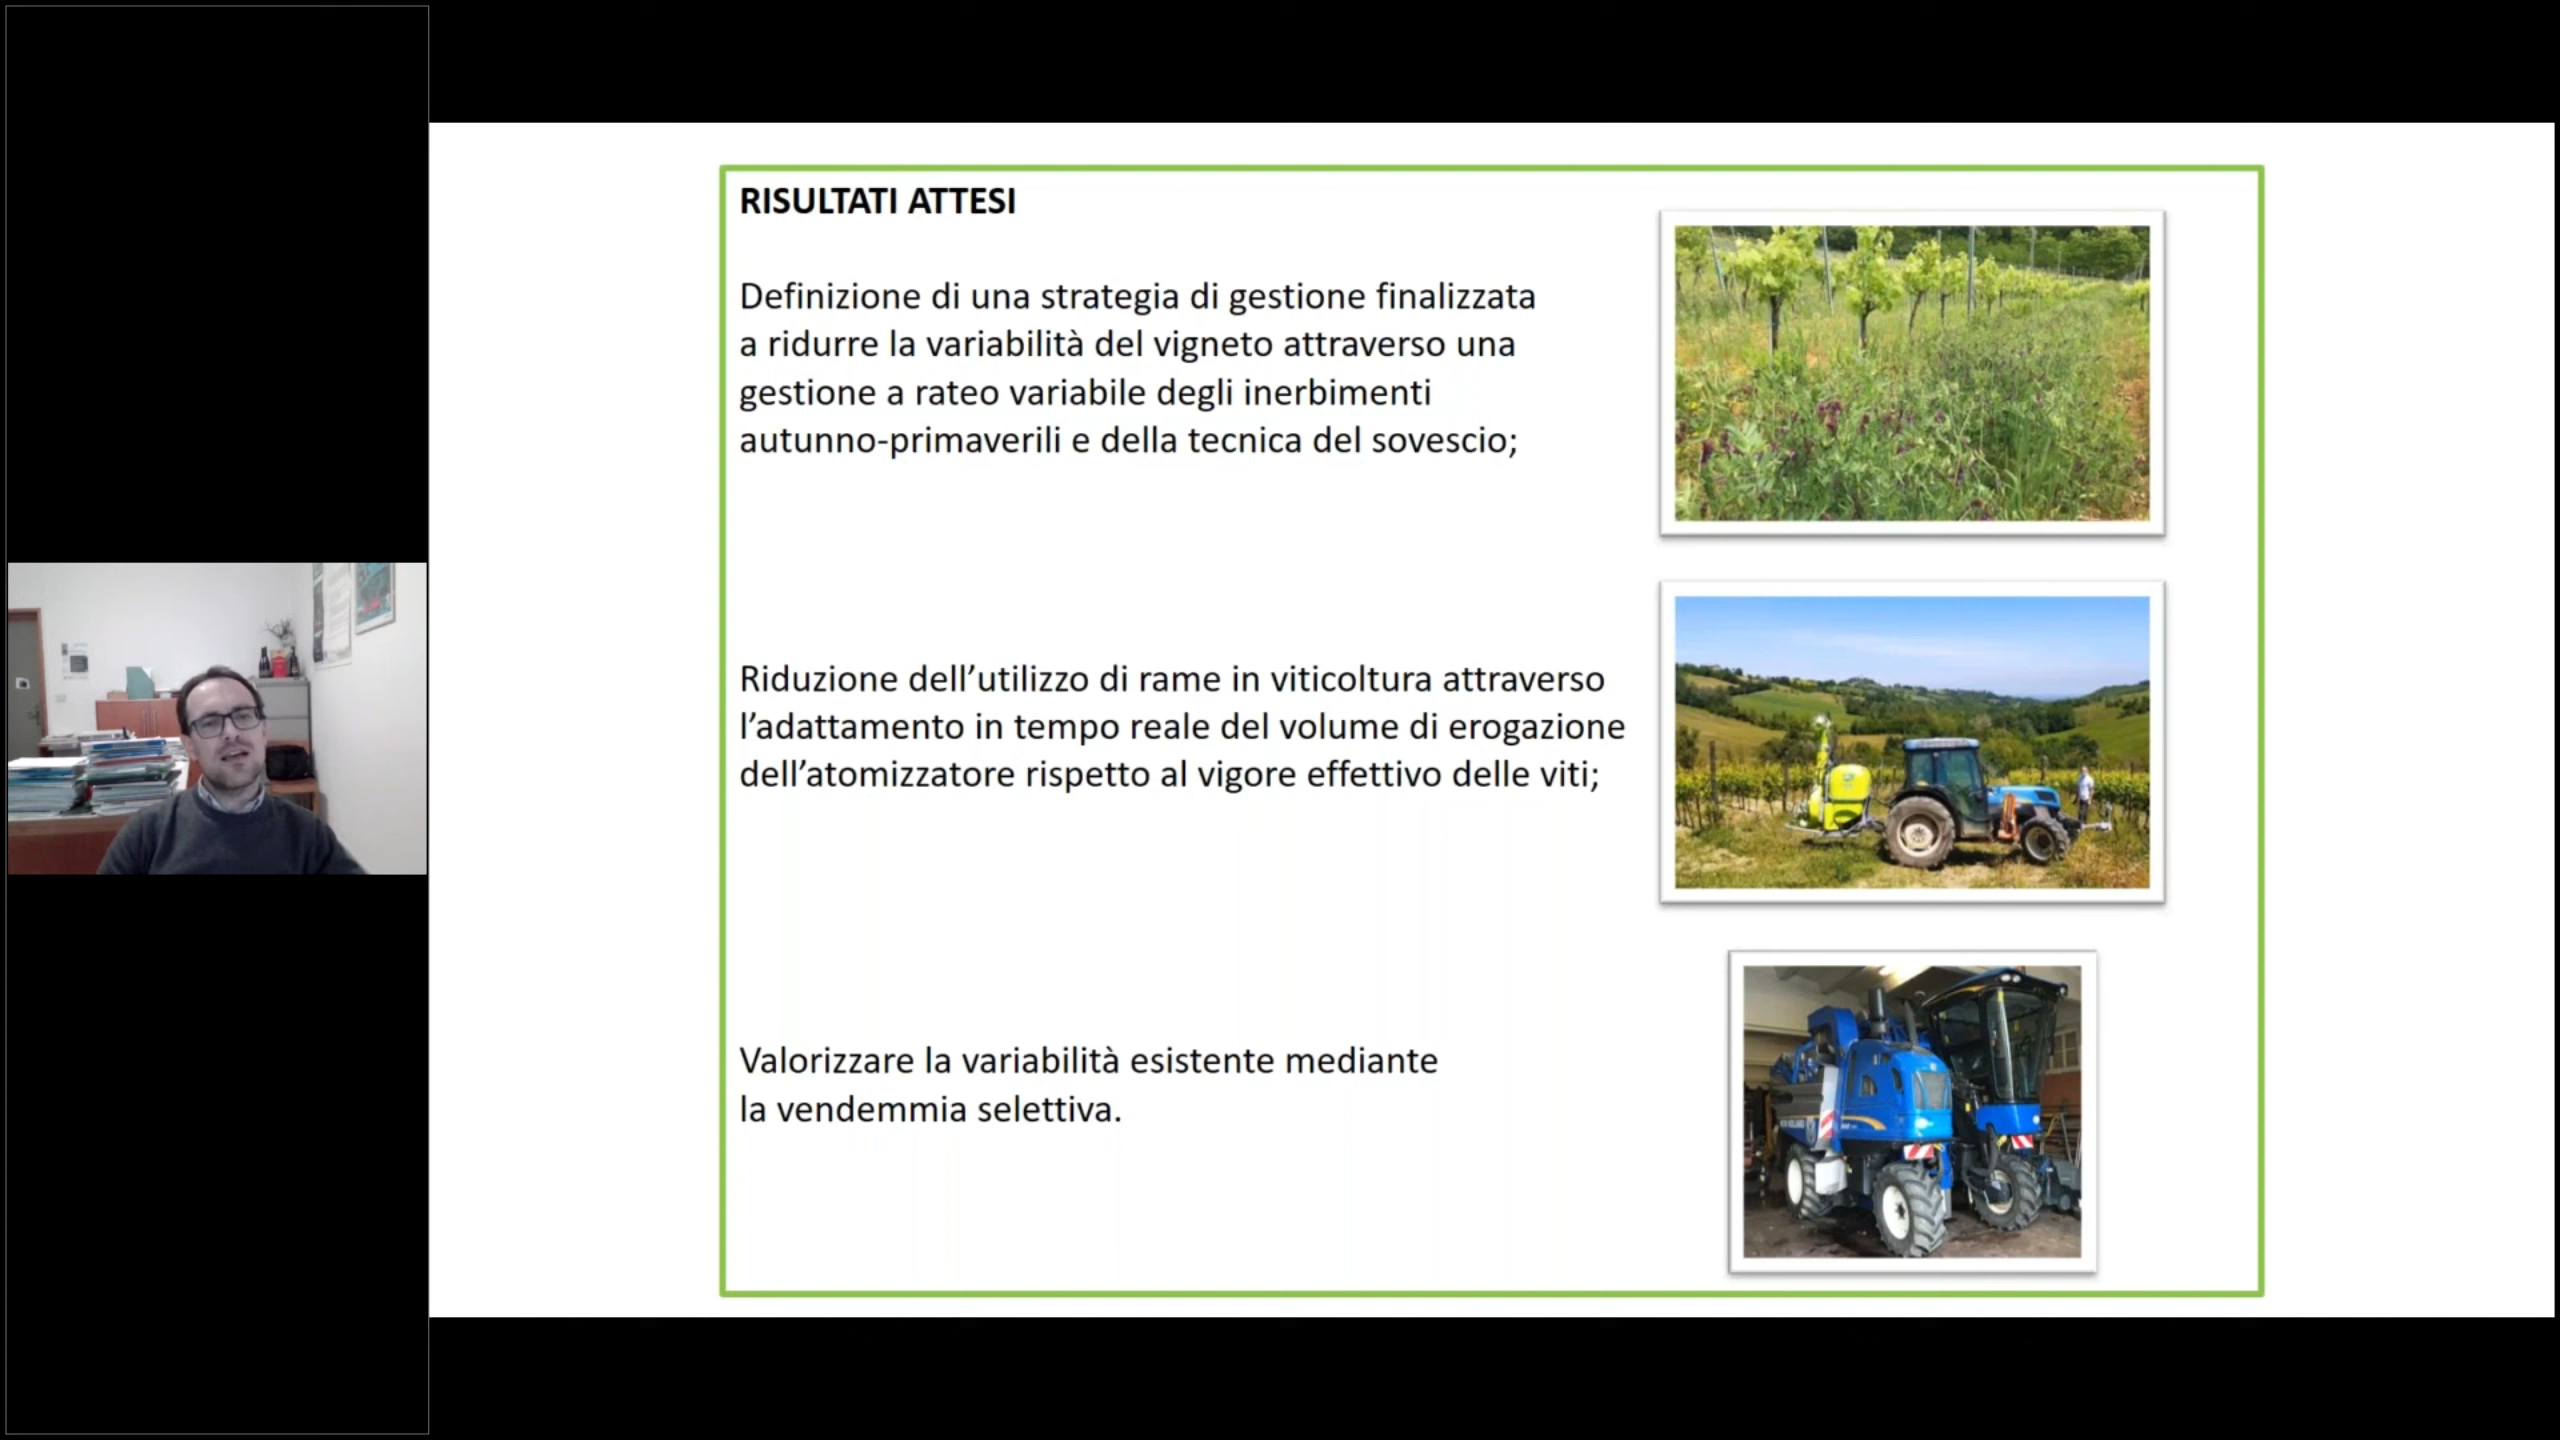 RISULTATI ATTESI
Definizione di una strategia di gestione finalizzata
a ridurre la variabilità del vigneto attraverso una
gestione a rateo variabile degli inerbimenti
autunno-primaverili e della tecnica del sovescio;
Riduzione dell’utilizzo di rame in viticoltura attraverso
l’adattamento in tempo reale del volume di erogazione
dell’atomizzatore rispetto al vigore effettivo delle viti;
Valorizzare la variabilità esistente mediante
la vendemmia selettiva.